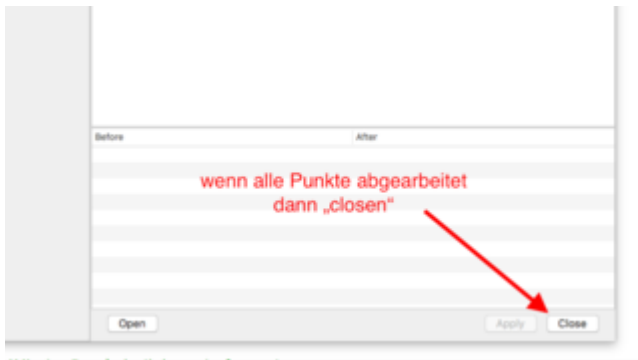 Before After
wenn alle Punkte abgearbeitet
dann „closen“
Open Apply Close